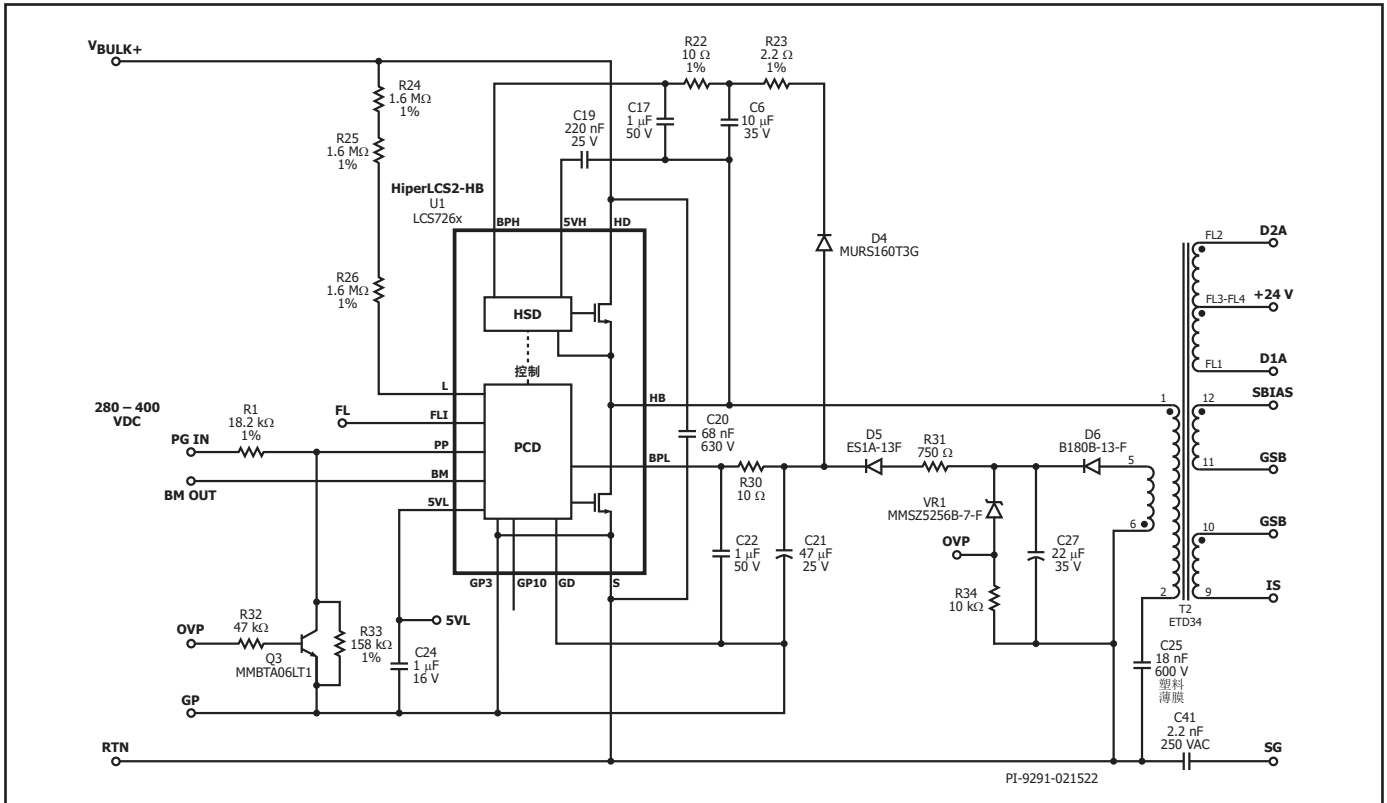 VBULK+
R24
1.6 MΩ
1%
R25
1.6 MΩ
1%
R26
1.6 MΩ
1%
R22
10 Ω
1%
R23
2.2 Ω
1%
C19
220 nF
25 V
C17
1 μF
50 V
C6
10 μF
35 V
HiperLCS2-HB
U1
LCS726x
BPH
5VH
HD
D4
MURS160T3G
HSD
控制
PCD
L
FLI
PP
BM
5VL
HB
BPL
GP3
GP10
GD
S
280 – 400
VDC
R1
18.2 kΩ
1%
FL
PG IN
BM OUT
C20
68 nF
630 V
D5
ES1A-13F
R31
750 Ω
D6
B180B-13-F
R30
10 Ω
VR1
MMSZ5256B-7-F
OVP
C22
1 μF
50 V
C21
47 μF
25 V
R34
10 kΩ
C27
22 μF
35 V
5
6
1
2
FL2
D2A
FL3-FL4
+24 V
FL1
D1A
12
SBIAS
11
GSB
10
GSB
9
IS
T2
ETD34
C25
18 nF
600 V
塑料
薄膜
OVP
R32
47 kΩ
Q3
MMBTA06LT1
R33
158 kΩ
1%
5VL
C24
1 μF
16 V
GP
RTN
C41
2.2 nF
250 VAC
SG
PI-9291-021522